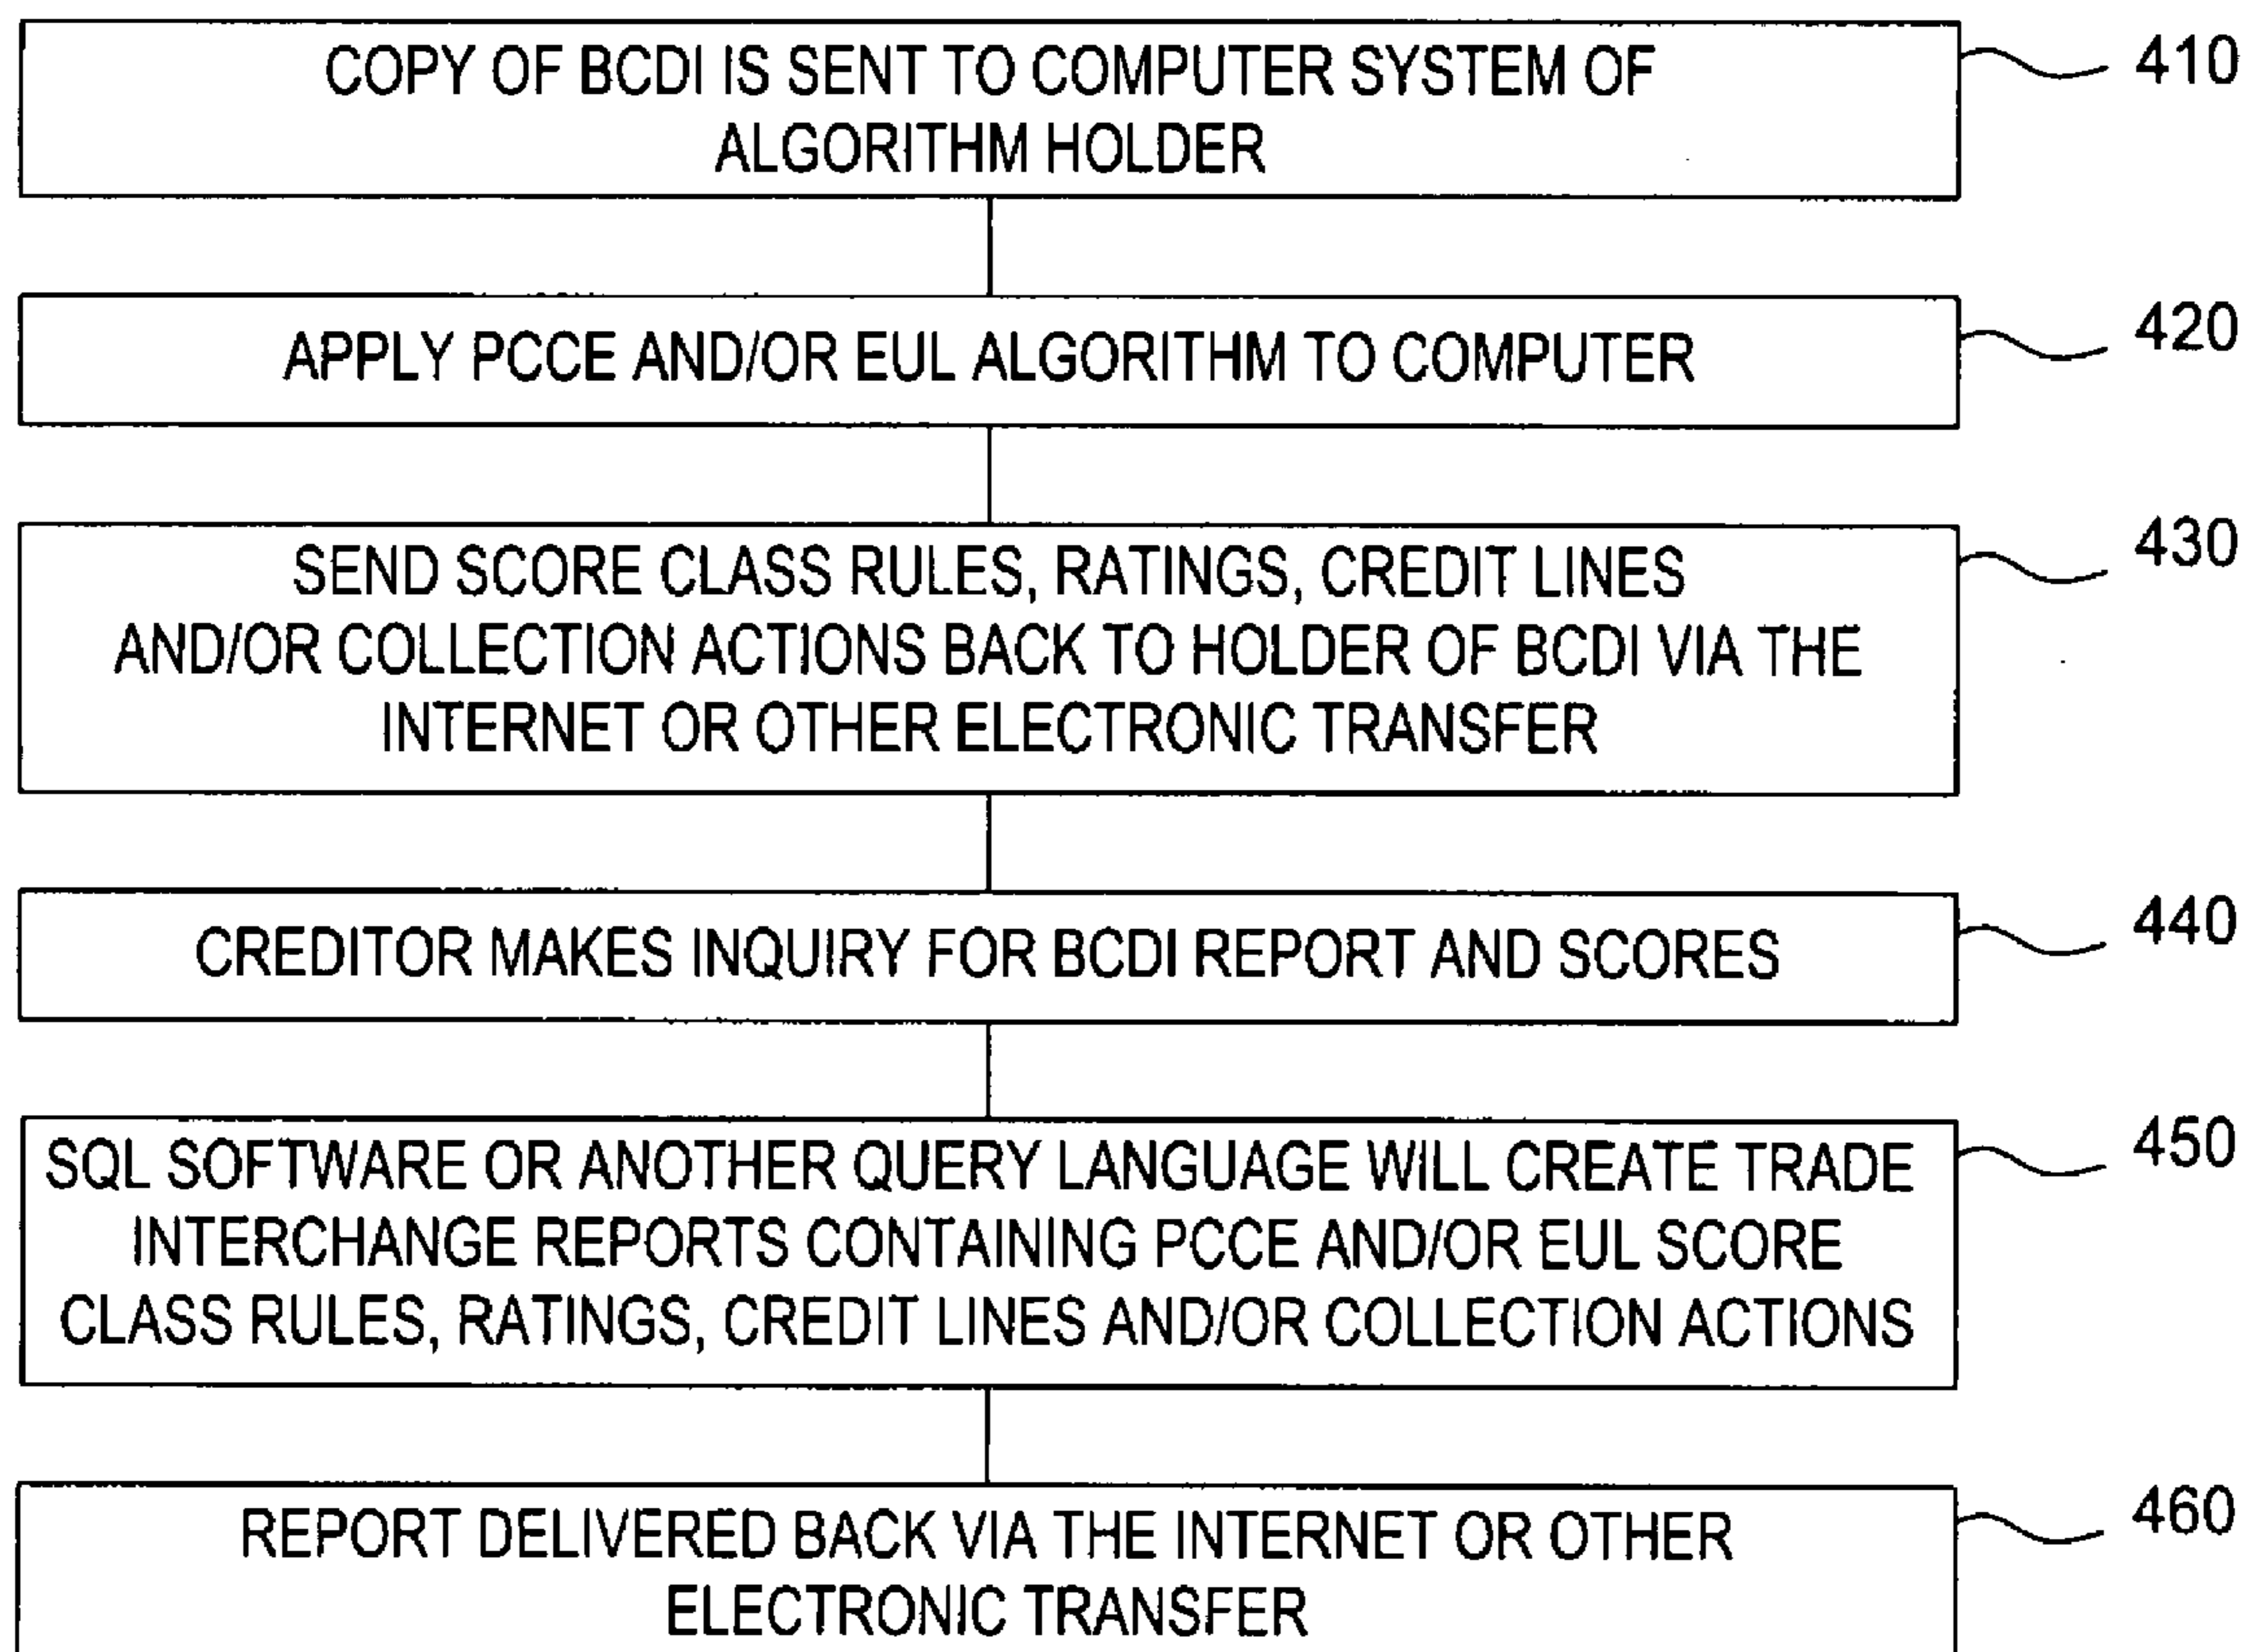 COPY OF BCDI IS SENT TO COMPUTER SYSTEM OF
ALGORITHM HOLDER
410
APPLY PCCE AND/OR EUL ALGORITHM TO COMPUTER
420
SEND SCORE CLASS RULES, RATINGS, CREDIT LINES
AND/OR COLLECTION ACTIONS BACK TO HOLDER OF BCDI VIA THE
INTERNET OR OTHER ELECTRONIC TRANSFER
430
CREDITOR MAKES INQUIRY FOR BCDI REPORT AND SCORES
440
SQL SOFTWARE OR ANOTHER QUERY LANGUAGE WILL CREATE TRADE
INTERCHANGE REPORTS CONTAINING PCCE AND/OR EUL SCORE
CLASS RULES, RATINGS, CREDIT LINES AND/OR COLLECTION ACTIONS
450
REPORT DELIVERED BACK VIA THE INTERNET OR OTHER
ELECTRONIC TRANSFER
460